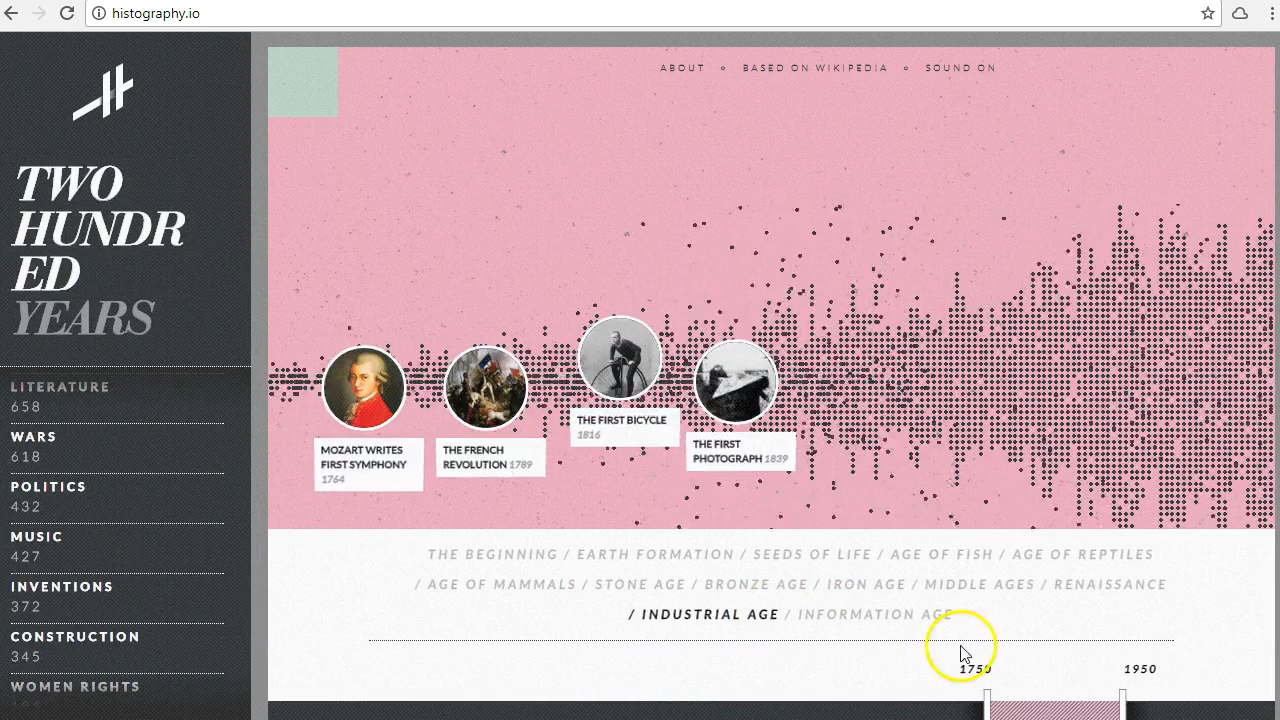 histography.io
TWO
HUNDR
ED
YEARS
LITERATURE
658
WARS
618
POLITICS
432
MUSIC
427
INVENTIONS
372
CONSTRUCTION
345
WOMEN RIGHTS
ABOUT
BASED ON WIKIPEDIA
SOUND ON
MOZART WRITES
FIRST SYMPHONY
1764
THE FRENCH
REVOLUTION 1789
THE FIRST BICYCLE
1816
THE FIRST
PHOTOGRAPH 1839
THE BEGINNING / EARTH FORMATION / SEEDS OF LIFE / AGE OF FISH / AGE OF REPTILES
/ AGE OF MAMMALS / STONE AGE / BRONZE AGE / IRON AGE / MIDDLE AGES / RENAISSANCE
/ INDUSTRIAL AGE / INFORMATION AGE
1750
1950